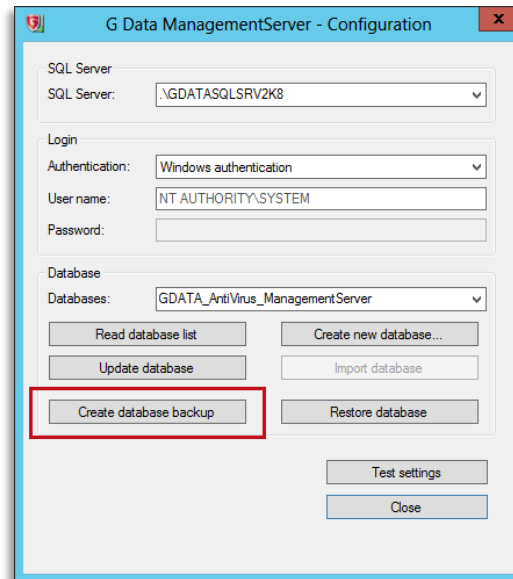 G Data ManagementServer - Configuration
x
SQL Server
SQL Server: .\GDATASQLSRV2K8
Login
Authentication: Windows authentication
User name: NT AUTHORITY\SYSTEM
Password:
Database
Databases: GDATA_AntiVirus_ManagementServer
Read database list Create new database...
Update database Import database
Create database backup Restore database
Test settings
Close